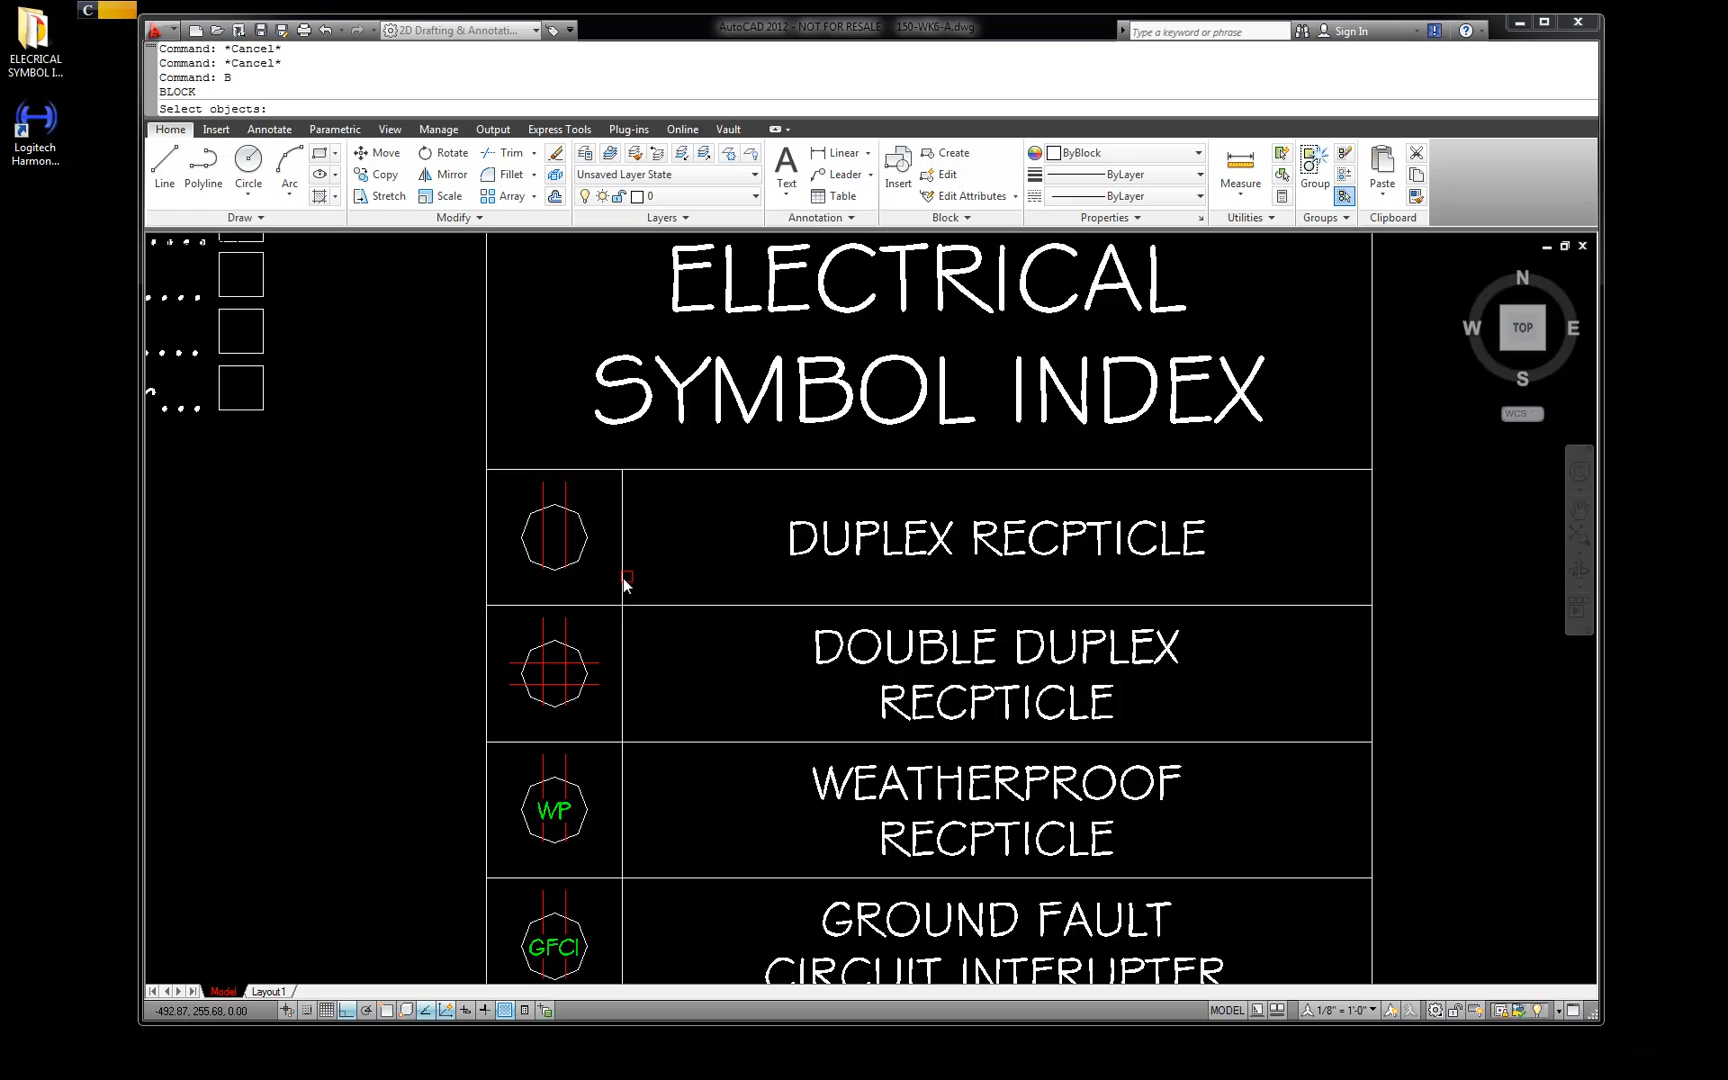 C
ELECRICAL
SYMBOL I...
Logitech
Harmon...
2D Drafting & Annotati...
AutoCAD 2012 - NOT FOR RESALE 150-WK6-A.dwg
Type a keyword or phrase
Sign In
Command: *Cancel*
Command: *Cancel*
Command: B
BLOCK
Select objects:
Home Insert Annotate Parametric View Manage Output Express Tools Plug-ins Online Vault
Line Polyline Circle Arc
Move Rotate Trim
Copy Mirror Fillet
Stretch Scale Array
Unsaved Layer State
0
Text
Linear
Leader
Table
Insert
Create
Edit
Edit Attributes
ByBlock
ByLayer
ByLayer
Measure
Group
Paste
Draw Modify Layers Annotation Block Properties Utilities Groups Clipboard
N
W TOP E
S
WCS
ELECTRICAL
SYMBOL INDEX
DUPLEX RECPTICLE
DOUBLE DUPLEX
RECPTICLE
WP
WEATHERPROOF
RECPTICLE
GFCI
GROUND FAULT
CIRCUIT INTERUPTER
Model Layout1
-492.87, 255.68, 0.00
MODEL
1/8" = 1'-0"